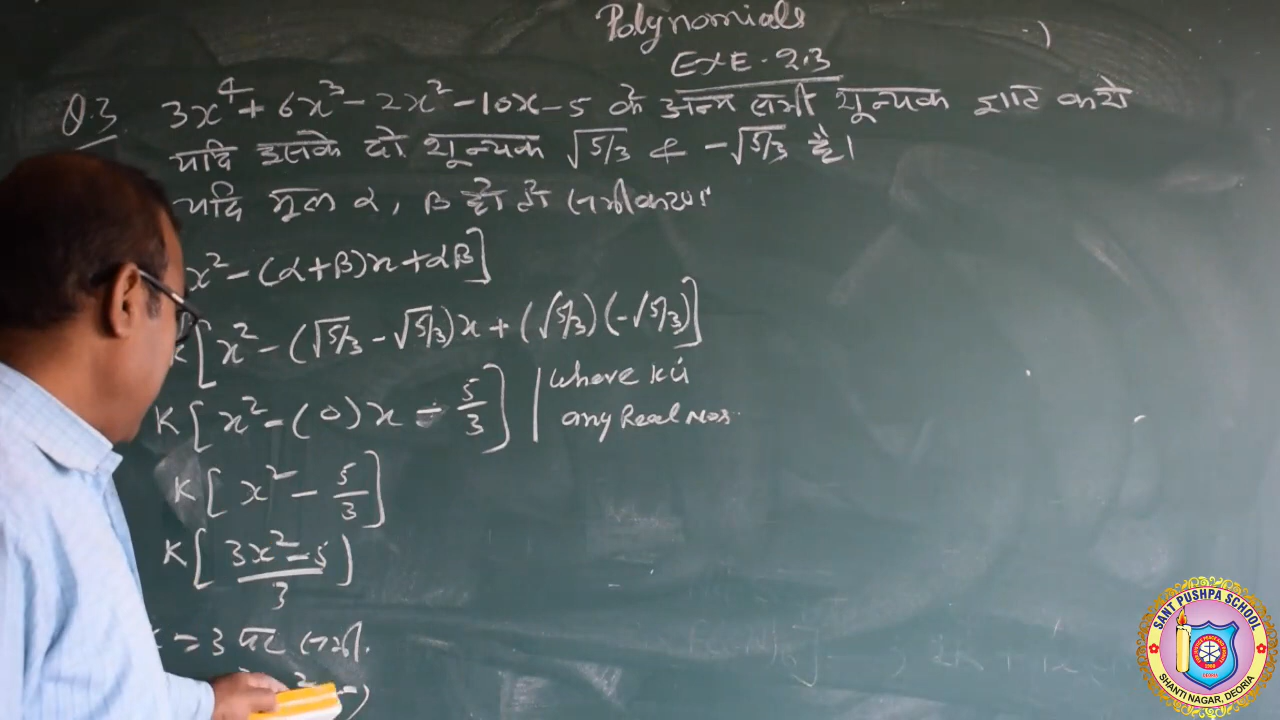 Polynomials
Exe. 2.3
Q.3 3x⁴ + 6x³ - 2x² - 10x - 5 के अन्य सभी शून्यक ज्ञात करो
यदि इसके दो शून्यक √5/3 & -√5/3 है।
यदि मूल α, β हो तो समीकरण
x² - (α+β)x + αβ]
K[x² - (√5/3 - √5/3)x + (√5/3)(-√5/3)]
K[x² - (0)x - 5/3] | where K is
any Real Nos.
K[x² - 5/3]
K[3x² - 5 / 3]
= 3 पर समी.
SANT PUSHPA SCHOOL
SHANTI NAGAR, DEORIA